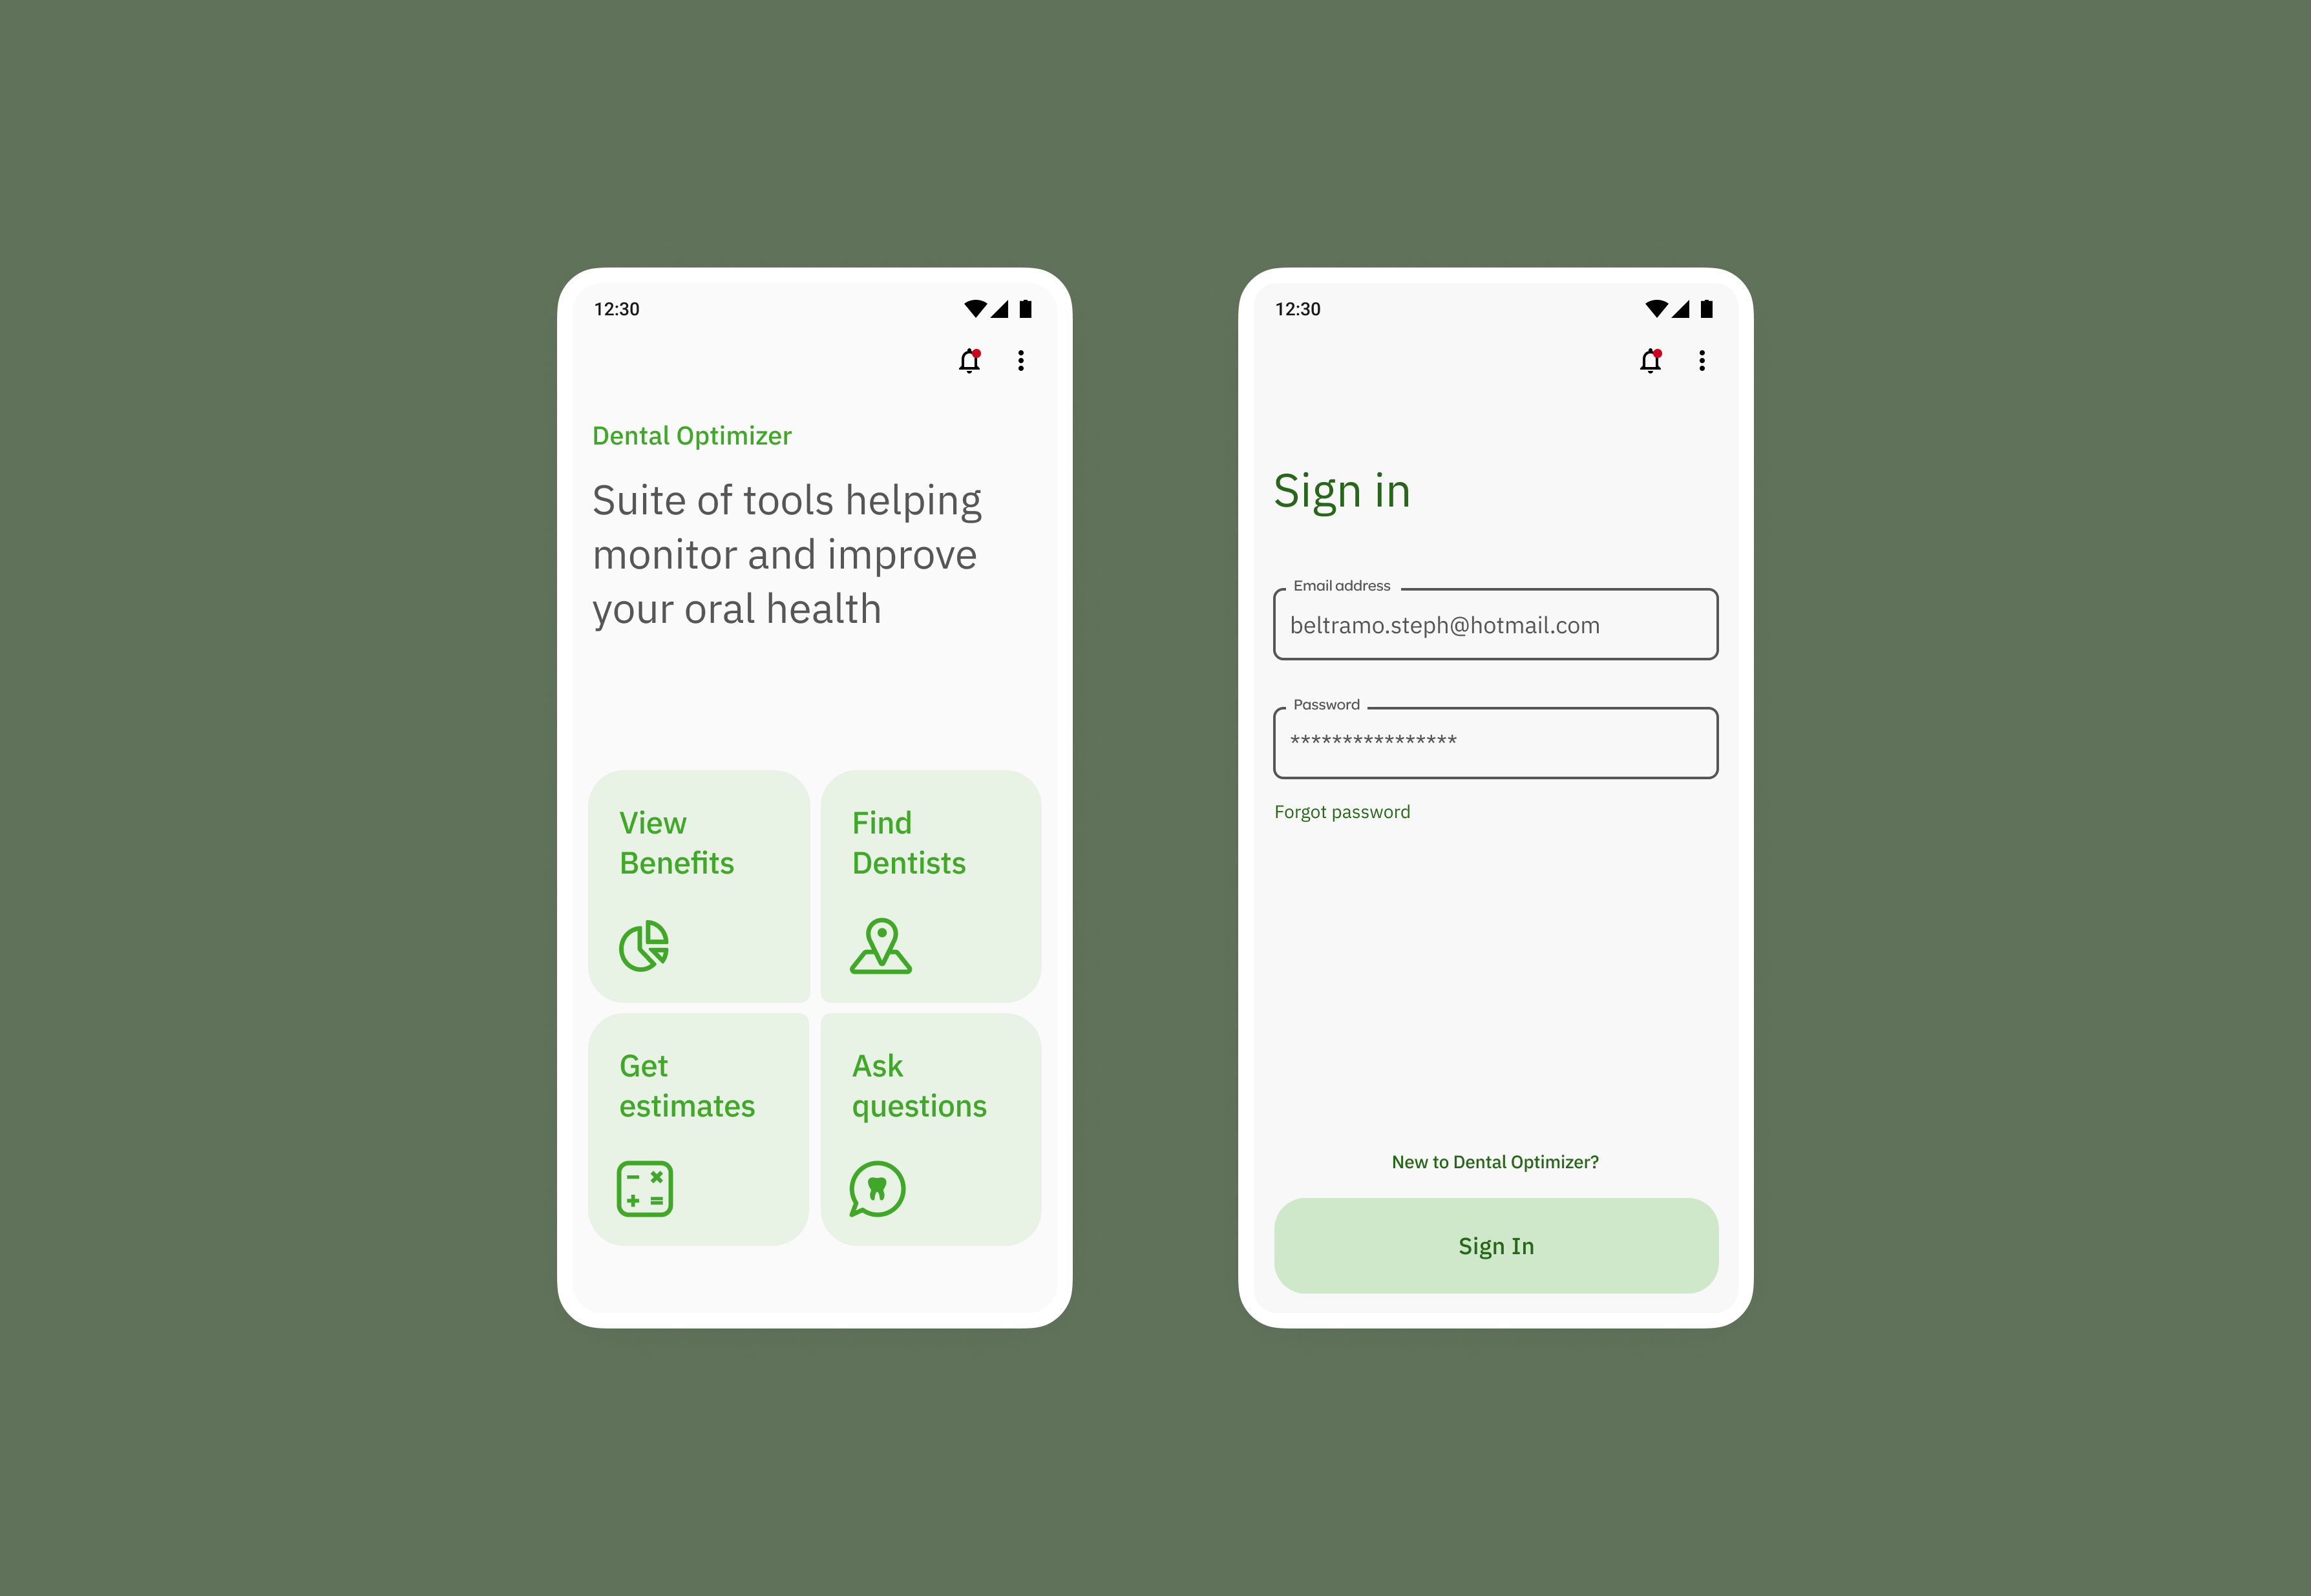 12:30
Dental Optimizer
Suite of tools helping
monitor and improve
your oral health
View
Benefits
Find
Dentists
Get
estimates
Ask
questions
12:30
Sign in
Email address
beltramo.steph@hotmail.com
Password
****************
Forgot password
New to Dental Optimizer?
Sign In